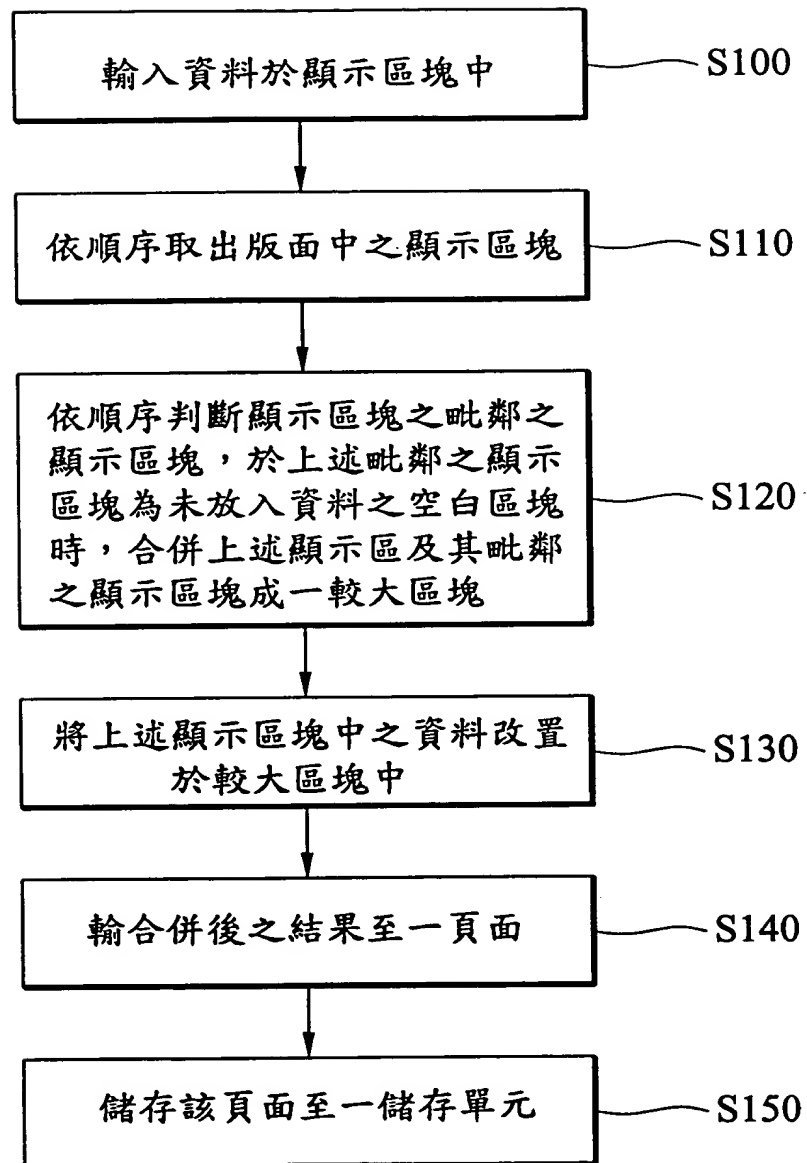 輸入資料於顯示區塊中
S100
依順序取出版面中之顯示區塊
S110
依順序判斷顯示區塊之毗鄰之
顯示區塊，於上述毗鄰之顯示
區塊為未放入資料之空白區塊
時，合併上述顯示區及其毗鄰
之顯示區塊成一較大區塊
S120
將上述顯示區塊中之資料改置
於較大區塊中
S130
輸合併後之結果至一頁面
S140
儲存該頁面至一儲存單元
S150